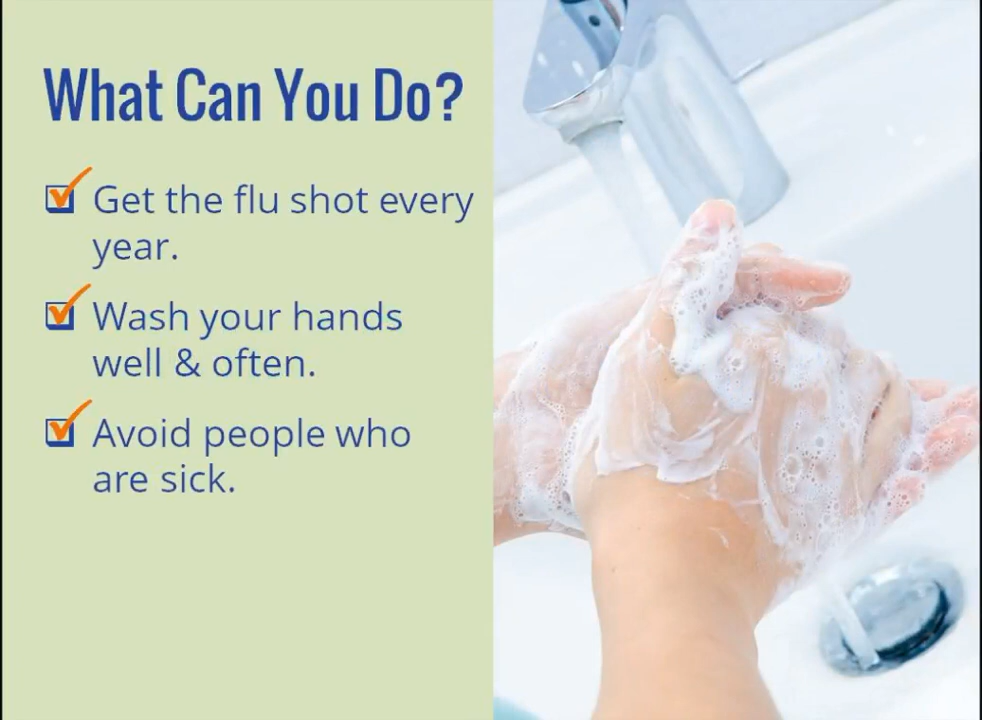 What Can You Do?
Get the flu shot every
year.
Wash your hands
well & often.
Avoid people who
are sick.